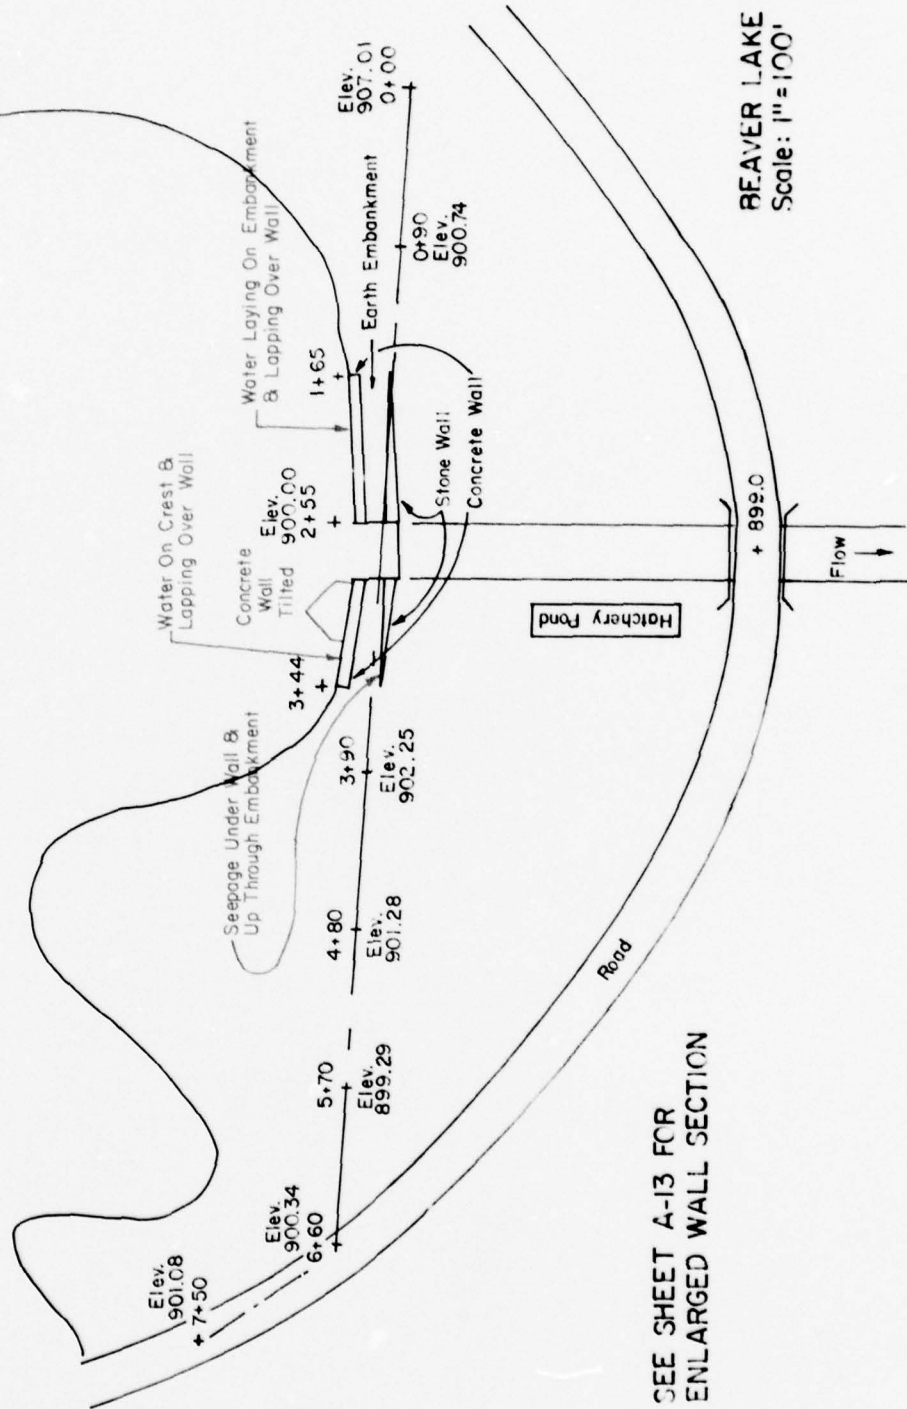 Elev.
901.08
+ 7+50
Elev.
900.34
6+60
5+70
Elev.
899.29
4+80
Elev.
901.28
3+90
Elev.
902.25
Seepage Under Wall &
Up Through Embankment
3+44
Water On Crest &
Lapping Over Wall
Concrete
Wall
Tilted
Elev.
900.00
2+55
Water Laying On Embankment
& Lapping Over Wall
1+65
Earth Embankment
Elev.
907.01
0+00
0+90
Elev.
900.74
Stone Wall
Concrete Wall
Hatchery Pond
Road
+ 899.0
Flow
SEE SHEET A-13 FOR
ENLARGED WALL SECTION
BEAVER LAKE
Scale: 1"=100'